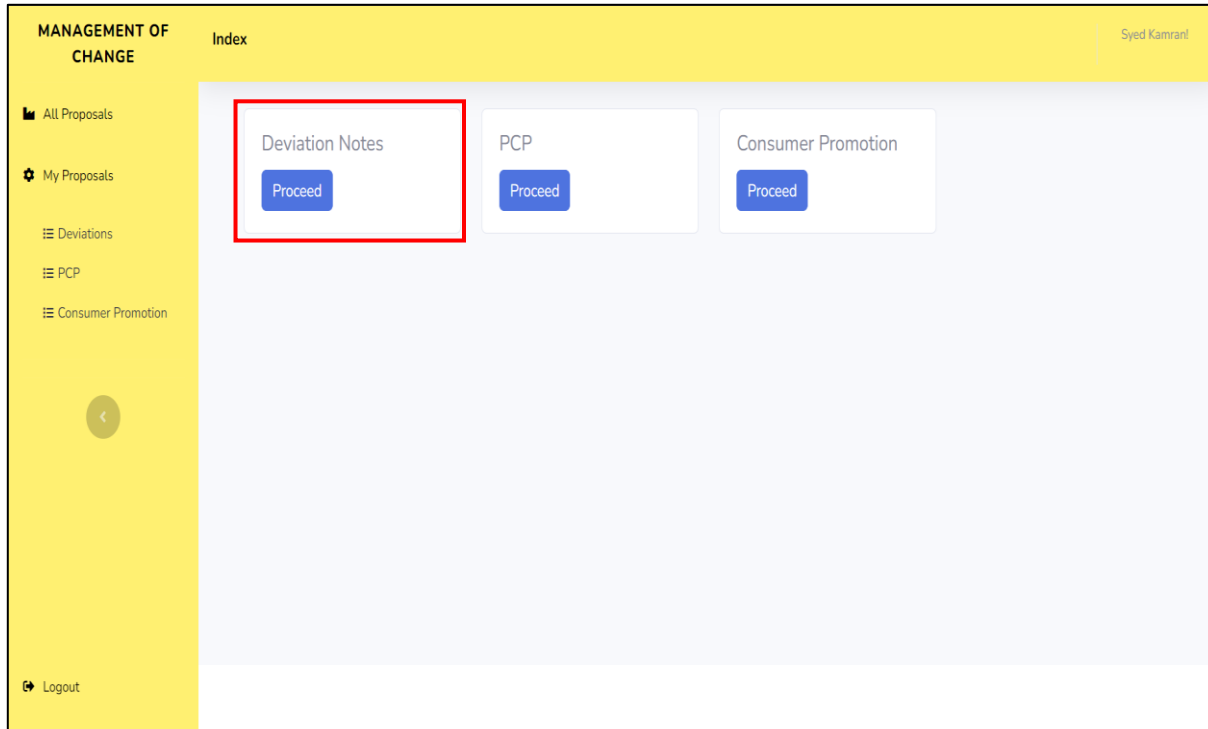 MANAGEMENT OF
CHANGE
Index
Syed Kamran!
All Proposals
My Proposals
Deviations
PCP
Consumer Promotion
Logout
Deviation Notes
Proceed
PCP
Proceed
Consumer Promotion
Proceed